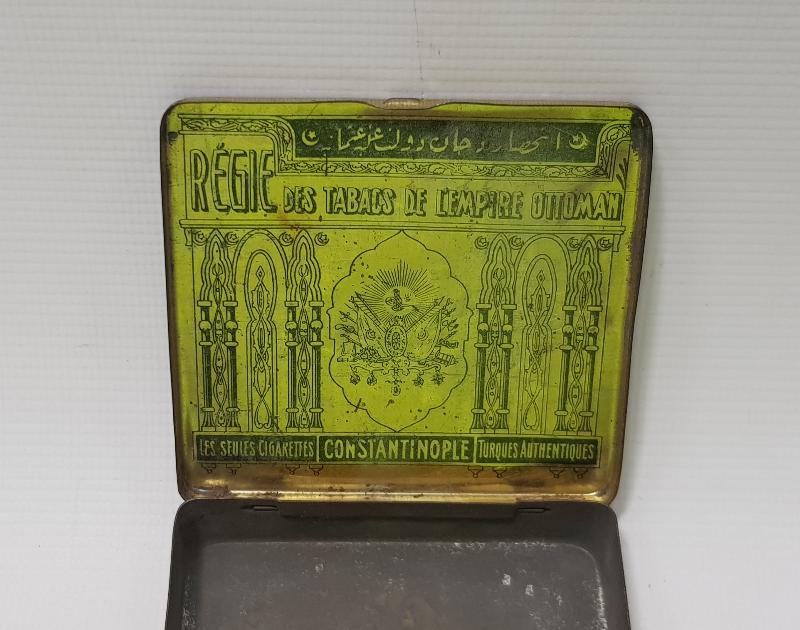 انحصار دخان دولت علیه عثمانیه
RÉGIE DES TABACS DE L'EMPIRE OTTOMAN
LES SEULES CIGARETTES CONSTANTINOPLE TURQUES AUTHENTIQUES